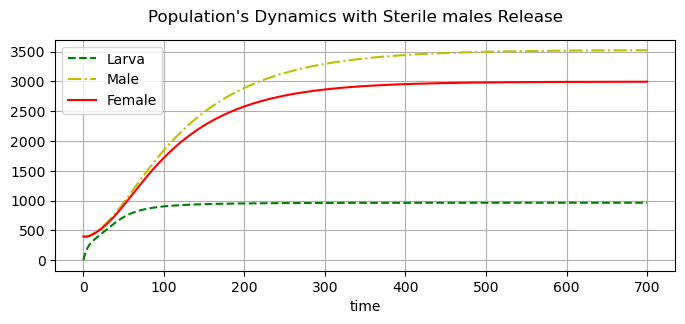 Population's Dynamics with Sterile males Release
Larva
Male
Female
3500
3000
2500
2000
1500
1000
500
0
0 100 200 300 400 500 600 700
time